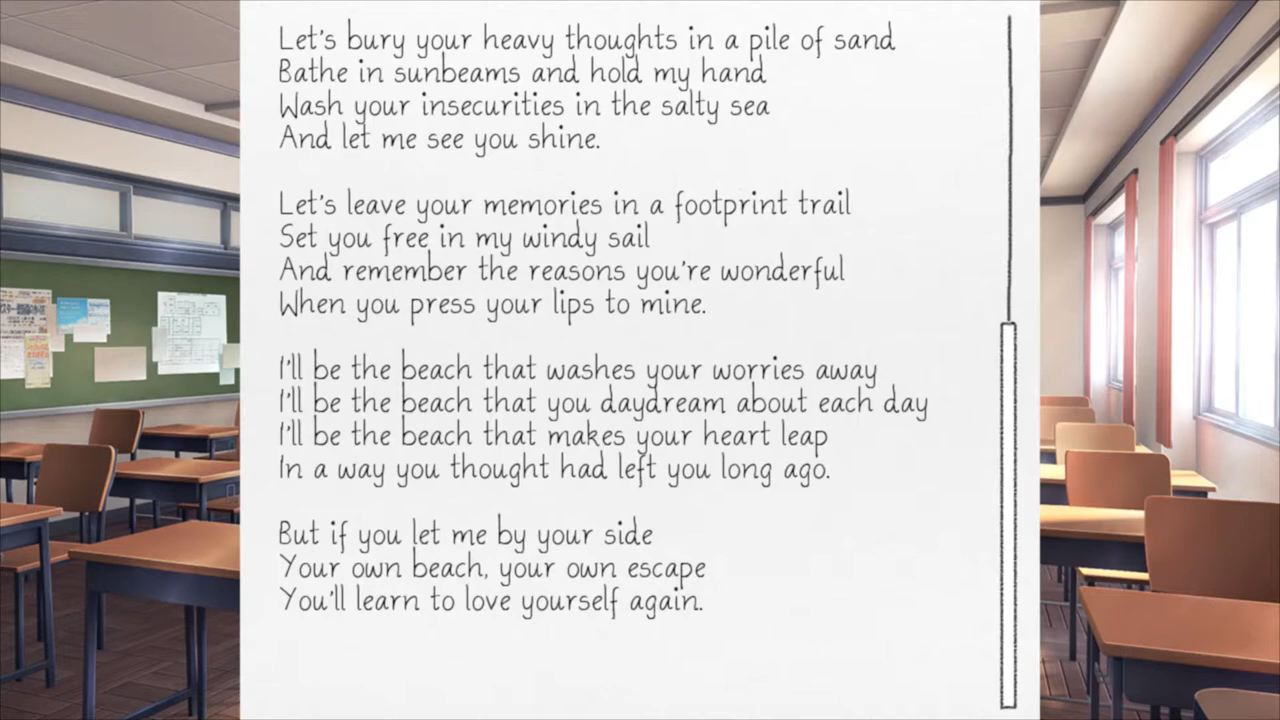 Let's bury your heavy thoughts in a pile of sand
Bathe in sunbeams and hold my hand
Wash your insecurities in the salty sea
And let me see you shine.
Let's leave your memories in a footprint trail
Set you free in my windy sail
And remember the reasons you're wonderful
When you press your lips to mine.
I'll be the beach that washes your worries away
I'll be the beach that you daydream about each day
I'll be the beach that makes your heart leap
In a way you thought had left you long ago.
But if you let me by your side
Your own beach, your own escape
You'll learn to love yourself again.